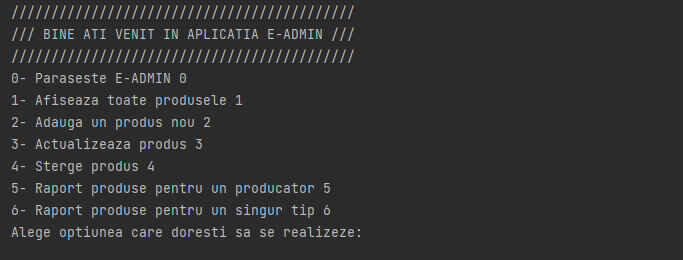 ///////////////////////////////////////////
/// BINE ATI VENIT IN APLICATIA E-ADMIN ///
///////////////////////////////////////////
0- Paraseste E-ADMIN 0
1- Afiseaza toate produsele 1
2- Adauga un produs nou 2
3- Actualizeaza produs 3
4- Sterge produs 4
5- Raport produse pentru un producator 5
6- Raport produse pentru un singur tip 6
Alege optiunea care doresti sa se realizeze: